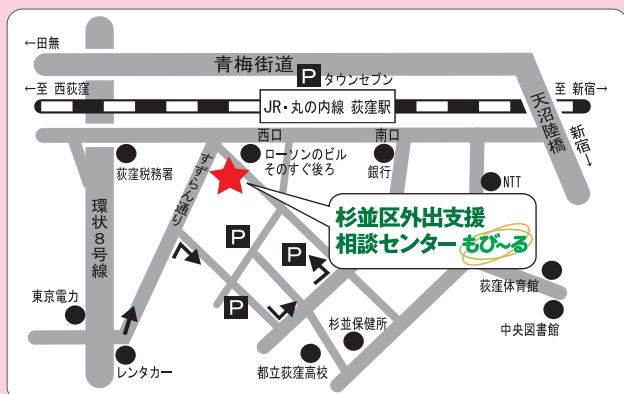 ←田無
青梅街道
P タウンセブン
←至 西荻窪
至 新宿→
JR・丸の内線 荻窪駅
天沼陸橋
新宿↓
西口
南口
荻窪税務署
すずらん通り
ローソンのビル
そのすぐ後ろ
銀行
NTT
環状8号線
杉並区外出支援
相談センター もび〜る
P
P
P
荻窪体育館
東京電力
中央図書館
杉並保健所
レンタカー
都立荻窪高校